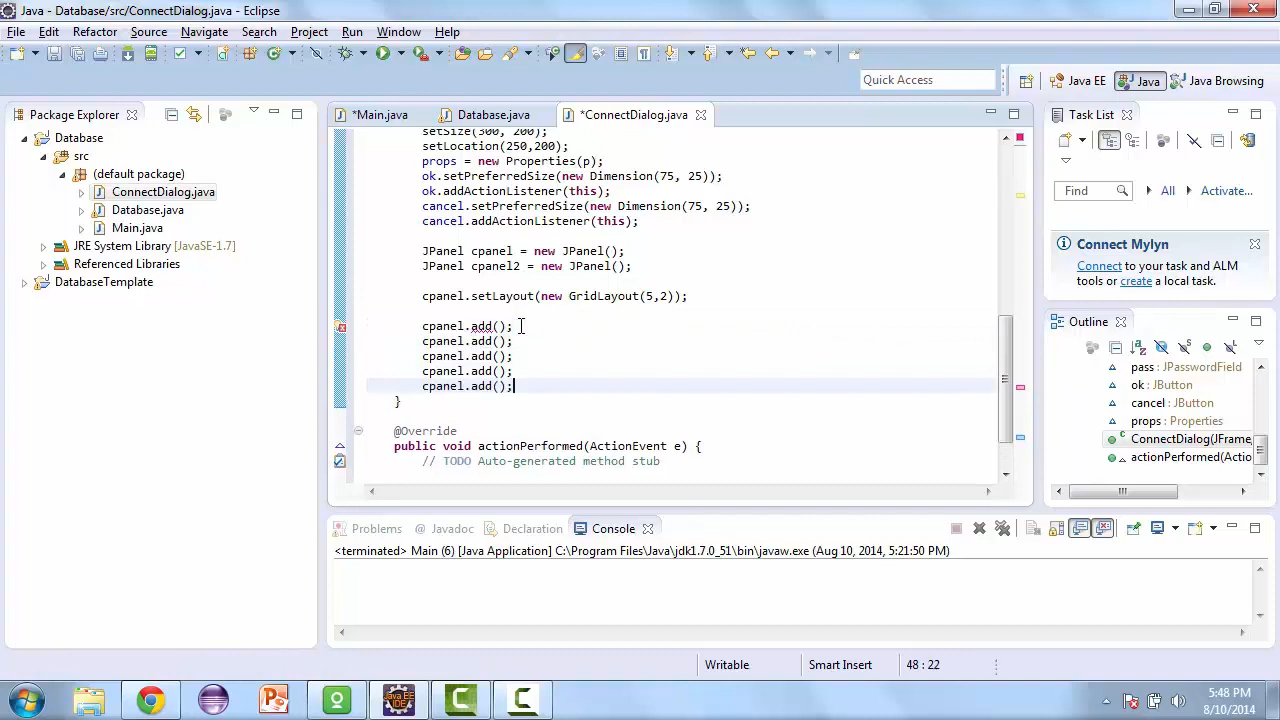 Java - Database/src/ConnectDialog.java - Eclipse
File Edit Refactor Source Navigate Search Project Run Window Help
Quick Access
Java EE
Java
Java Browsing
Package Explorer
*Main.java
Database.java
*ConnectDialog.java
Task List
Database
src
(default package)
ConnectDialog.java
Database.java
Main.java
JRE System Library [JavaSE-1.7]
Referenced Libraries
DatabaseTemplate
setSize(300, 200);
setLocation(250,200);
props = new Properties(p);
ok.setPreferredSize(new Dimension(75, 25));
ok.addActionListener(this);
cancel.setPreferredSize(new Dimension(75, 25));
cancel.addActionListener(this);
JPanel cpanel = new JPanel();
JPanel cpanel2 = new JPanel();
cpanel.setLayout(new GridLayout(5,2));
cpanel.add();
cpanel.add();
cpanel.add();
cpanel.add();
cpanel.add();
}
@Override
public void actionPerformed(ActionEvent e) {
// TODO Auto-generated method stub
Find
All
Activate...
Connect Mylyn
Connect to your task and ALM
tools or create a local task.
Outline
pass : JPasswordField
ok : JButton
cancel : JButton
props : Properties
ConnectDialog(JFrame,
actionPerformed(Actio
Problems
Javadoc
Declaration
Console
<terminated> Main (6) [Java Application] C:\Program Files\Java\jdk1.7.0_51\bin\javaw.exe (Aug 10, 2014, 5:21:50 PM)
Writable
Smart Insert
48 : 22
5:48 PM
8/10/2014